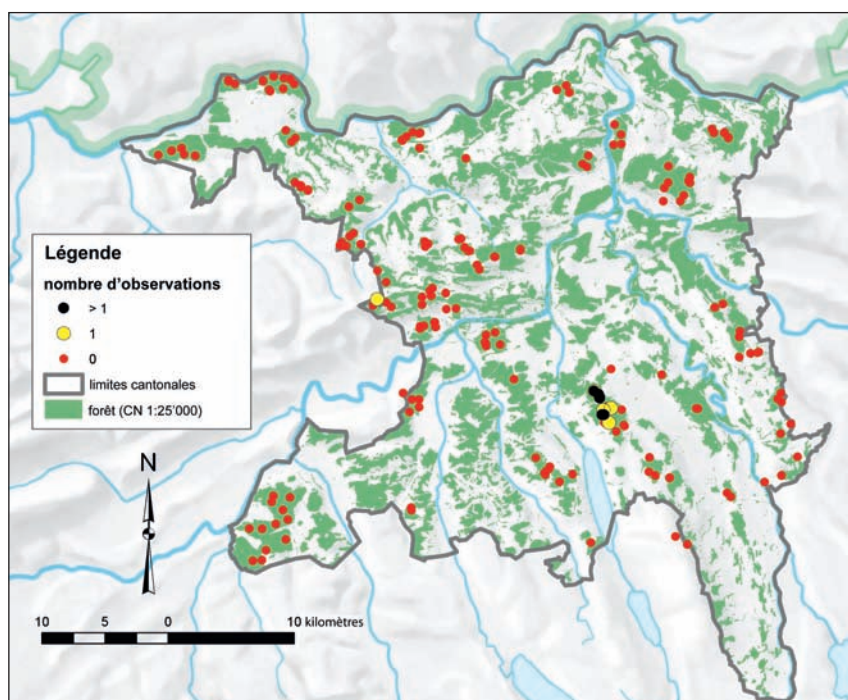 Légende
nombre d'observations
> 1
1
0
limites cantonales
forêt (CN 1:25'000)
N
10 5 0 10 kilomètres